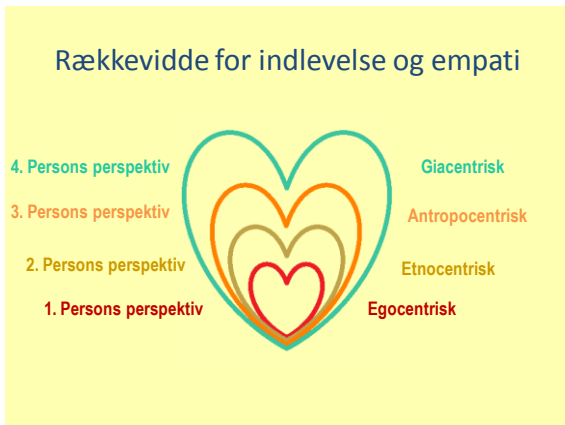 Rækkevidde for indlevelse og empati
4. Persons perspektiv
Giacentrisk
3. Persons perspektiv
Antropocentrisk
2. Persons perspektiv
Etnocentrisk
1. Persons perspektiv
Egocentrisk